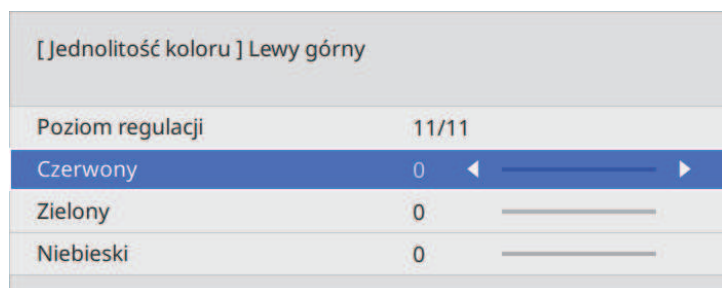 [ Jednolitość koloru ] Lewy górny
Poziom regulacji 11/11
Czerwony 0
Zielony 0
Niebieski 0